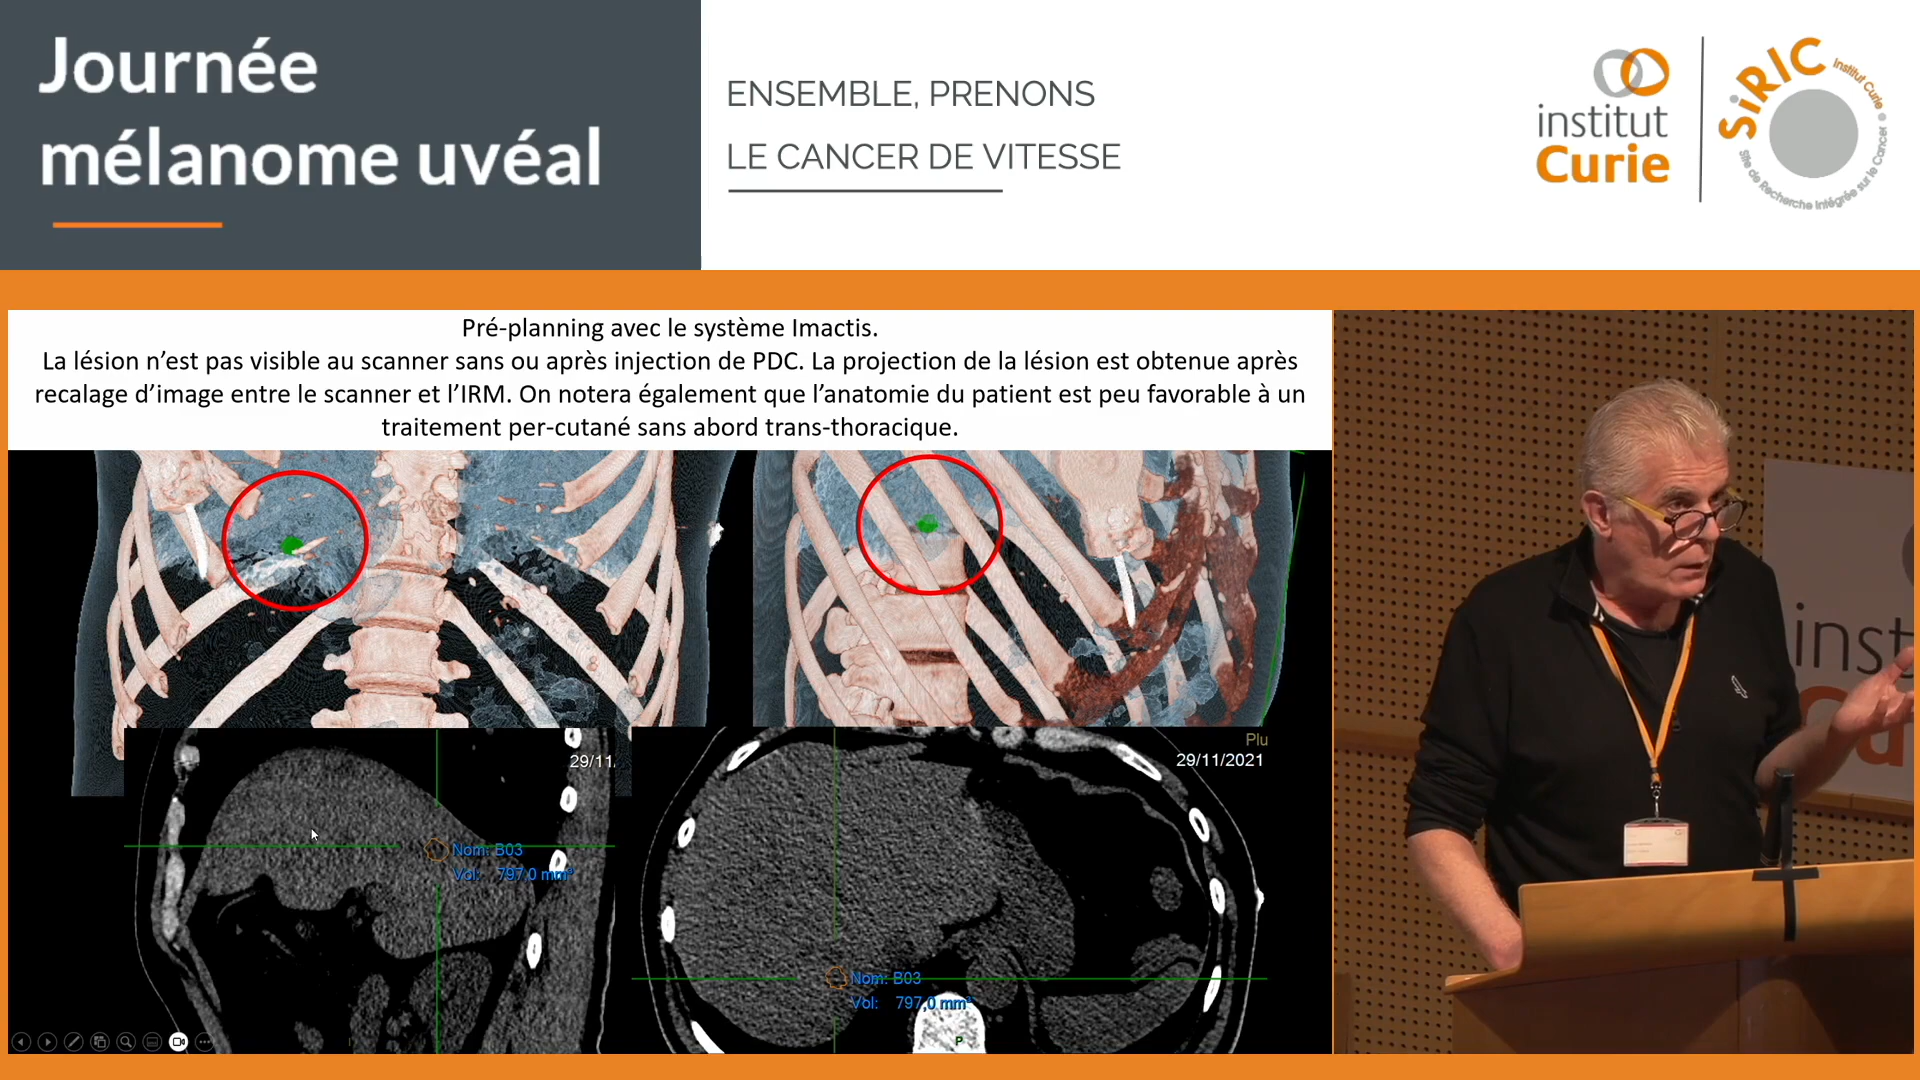 Journée
mélanome uvéal
ENSEMBLE, PRENONS
LE CANCER DE VITESSE
institut
Curie
SiRIC Institut Curie
Site de Recherche Intégrée sur le Cancer
Pré-planning avec le système Imactis.
La lésion n’est pas visible au scanner sans ou après injection de PDC. La projection de la lésion est obtenue après
recalage d’image entre le scanner et l’IRM. On notera également que l’anatomie du patient est peu favorable à un
traitement per-cutané sans abord trans-thoracique.
29/11.
Plu
29/11/2021
Nom: B03
Vol: 797.0 mm³
Nom: B03
Vol: 797,0 mm³
P
inst